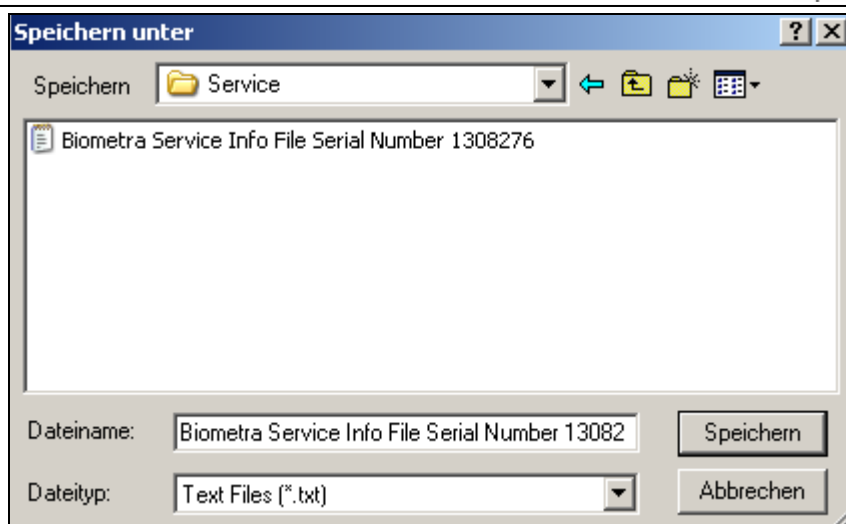 Speichern unter
Speichern Service
Biometra Service Info File Serial Number 1308276
Dateiname: Biometra Service Info File Serial Number 13082 Speichern
Dateityp: Text Files (*.txt) Abbrechen